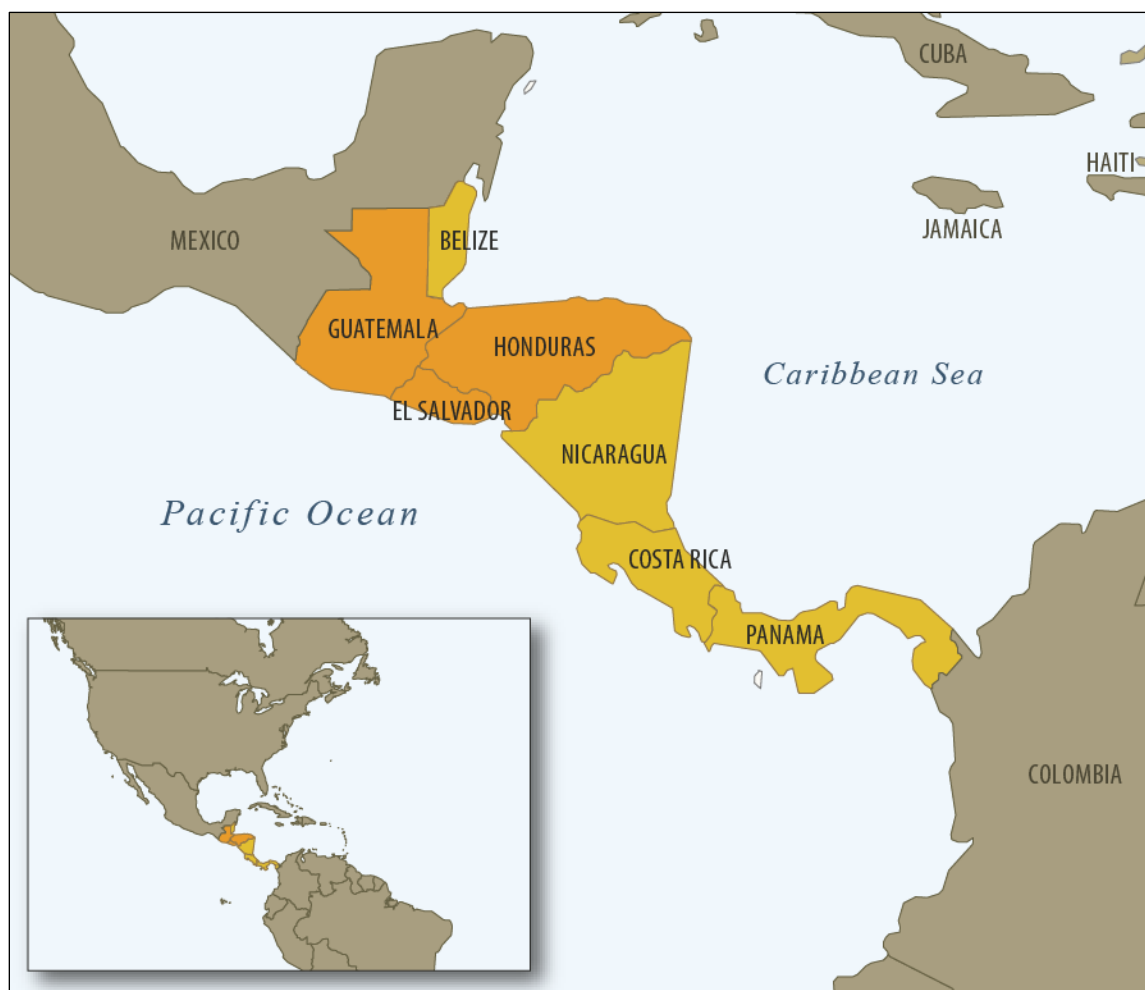 CUBA
HAITI
JAMAICA
MEXICO
BELIZE
GUATEMALA
HONDURAS
Caribbean Sea
EL SALVADOR
NICARAGUA
Pacific Ocean
COSTA RICA
PANAMA
COLOMBIA